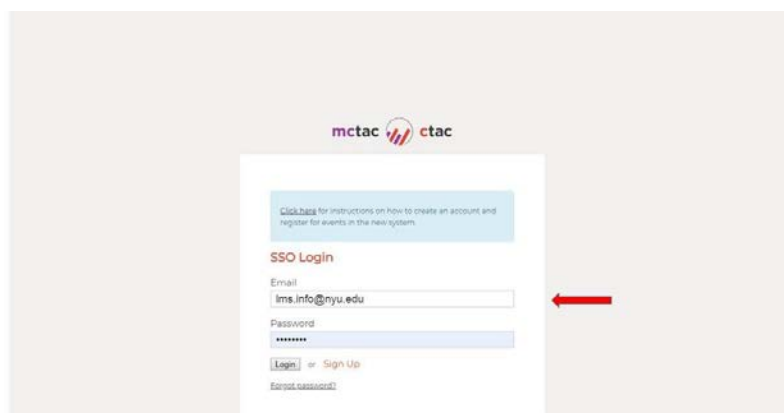 mctac ctac
Click here for instructions on how to create an account and
register for events in the new system.
SSO Login
Email
lms.info@nyu.edu
Password
••••••••
Login or Sign Up
Forgot password?